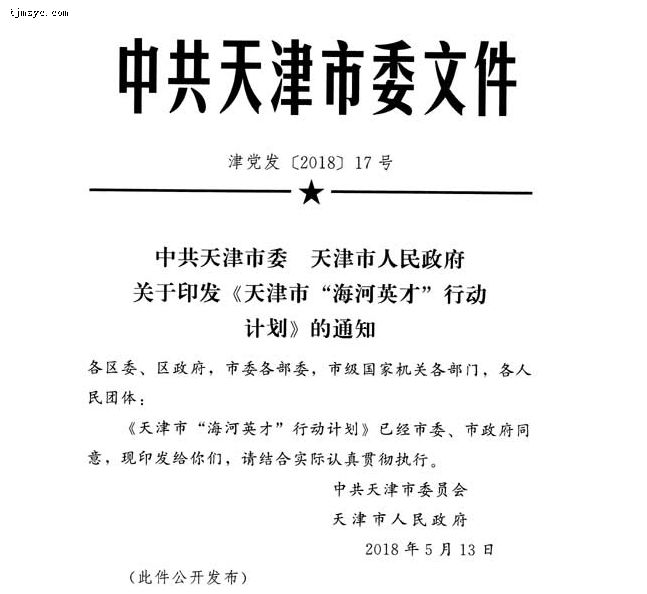 tjmsyc.com
中共天津市委文件
津党发〔2018〕17号
中共天津市委 天津市人民政府
关于印发《天津市“海河英才”行动
计划》的通知
各区委、区政府，市委各部委，市级国家机关各部门，各人
民团体：
《天津市“海河英才”行动计划》已经市委、市政府同
意，现印发给你们，请结合实际认真贯彻执行。
中共天津市委员会
天津市人民政府
2018年5月13日
（此件公开发布）